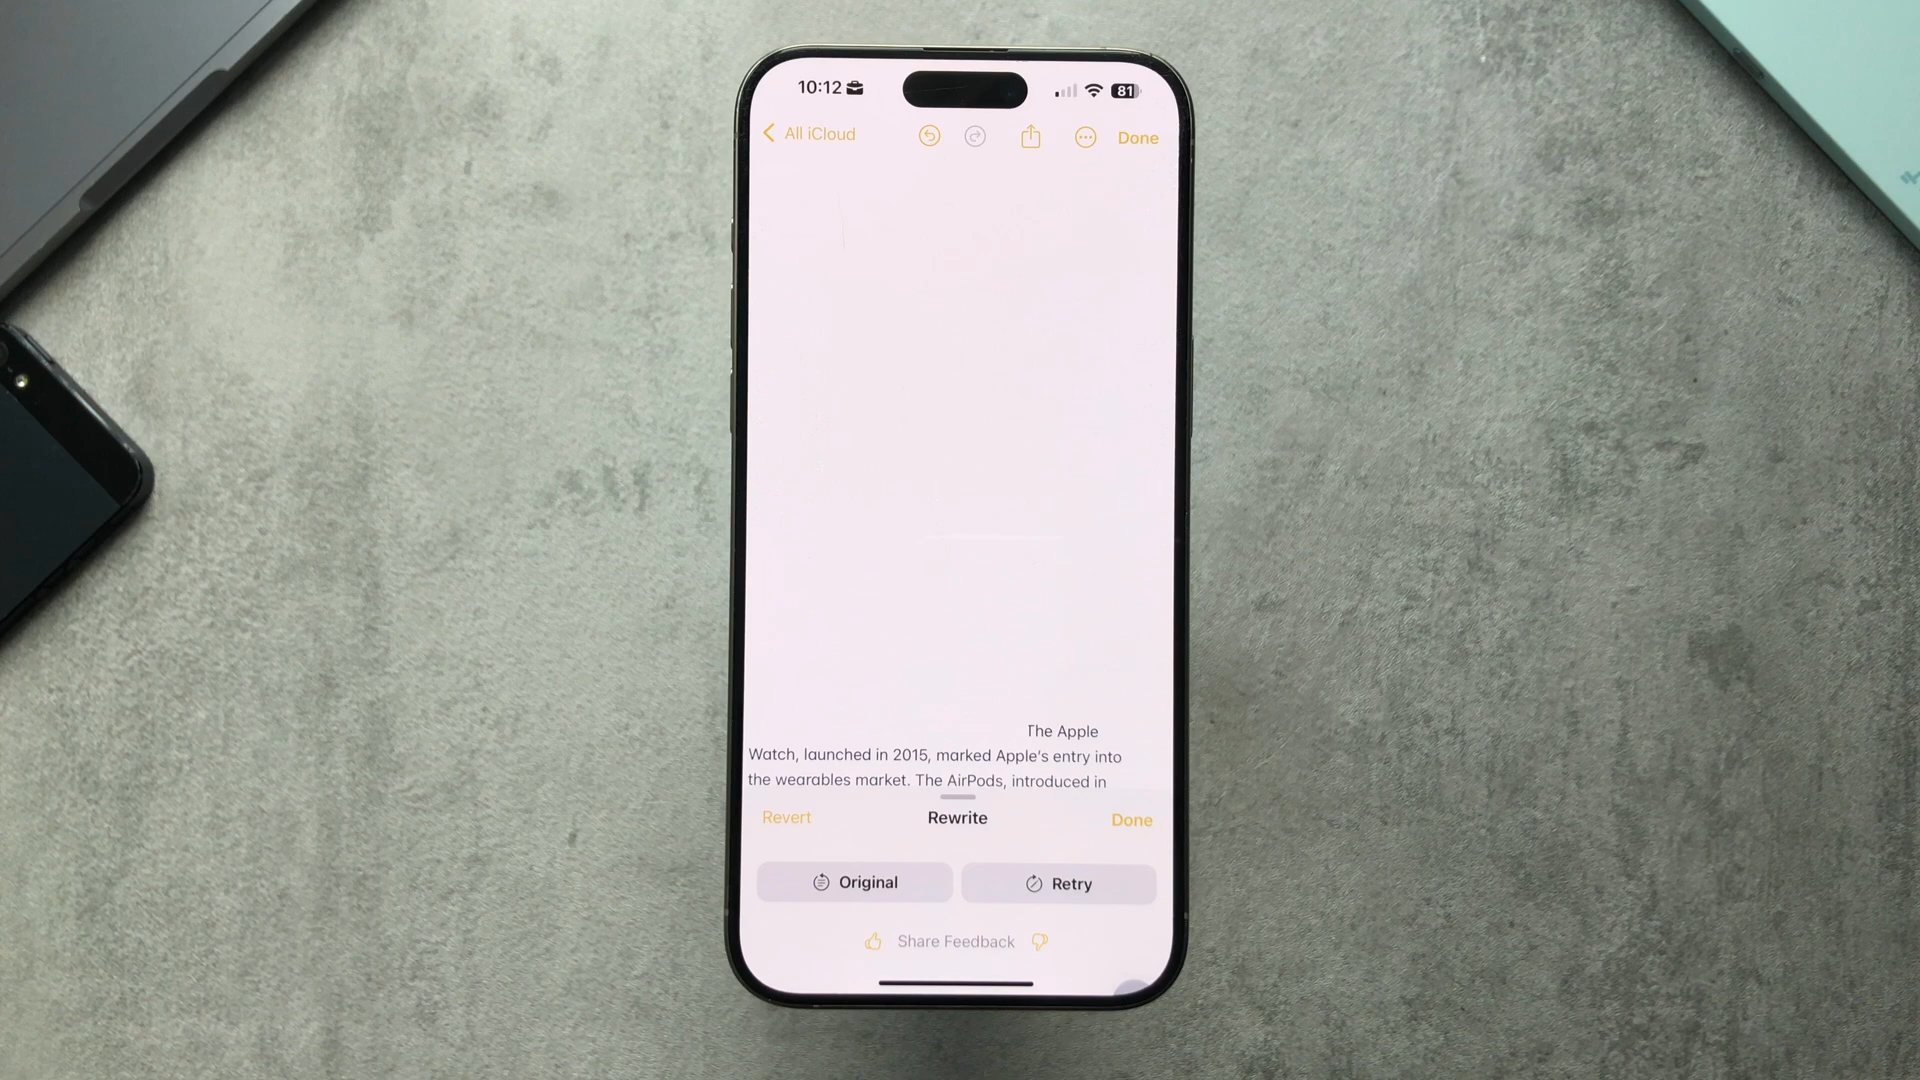 10:12
81
All iCloud
Done
The Apple
Watch, launched in 2015, marked Apple's entry into
the wearables market. The AirPods, introduced in
Revert
Rewrite
Done
Original
Retry
Share Feedback